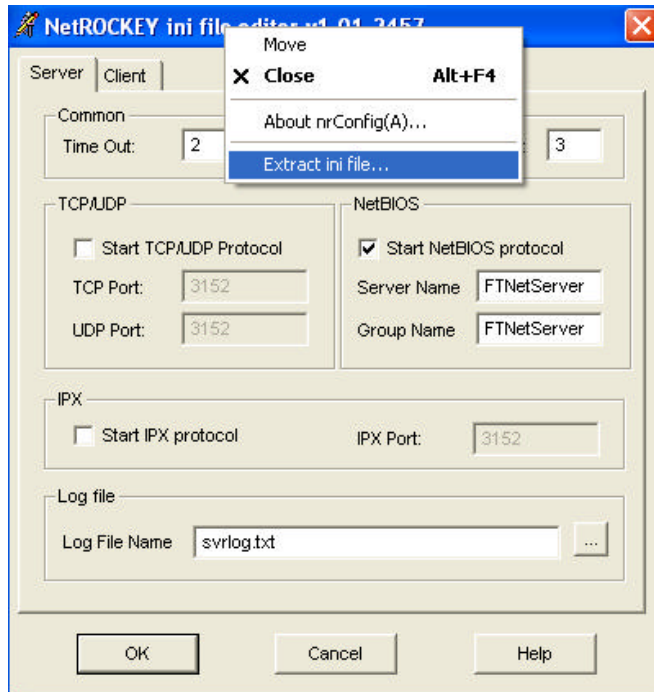 NetROCKEY ini file editor v1.01.2457
Move
Close Alt+F4
About nrConfig(A)...
Extract ini file...
Server Client
Common
Time Out: 2 3
TCP/UDP
Start TCP/UDP Protocol
TCP Port: 3152
UDP Port: 3152
NetBIOS
Start NetBIOS protocol
Server Name FTNetServer
Group Name FTNetServer
IPX
Start IPX protocol IPX Port: 3152
Log file
Log File Name svrlog.txt ...
OK Cancel Help